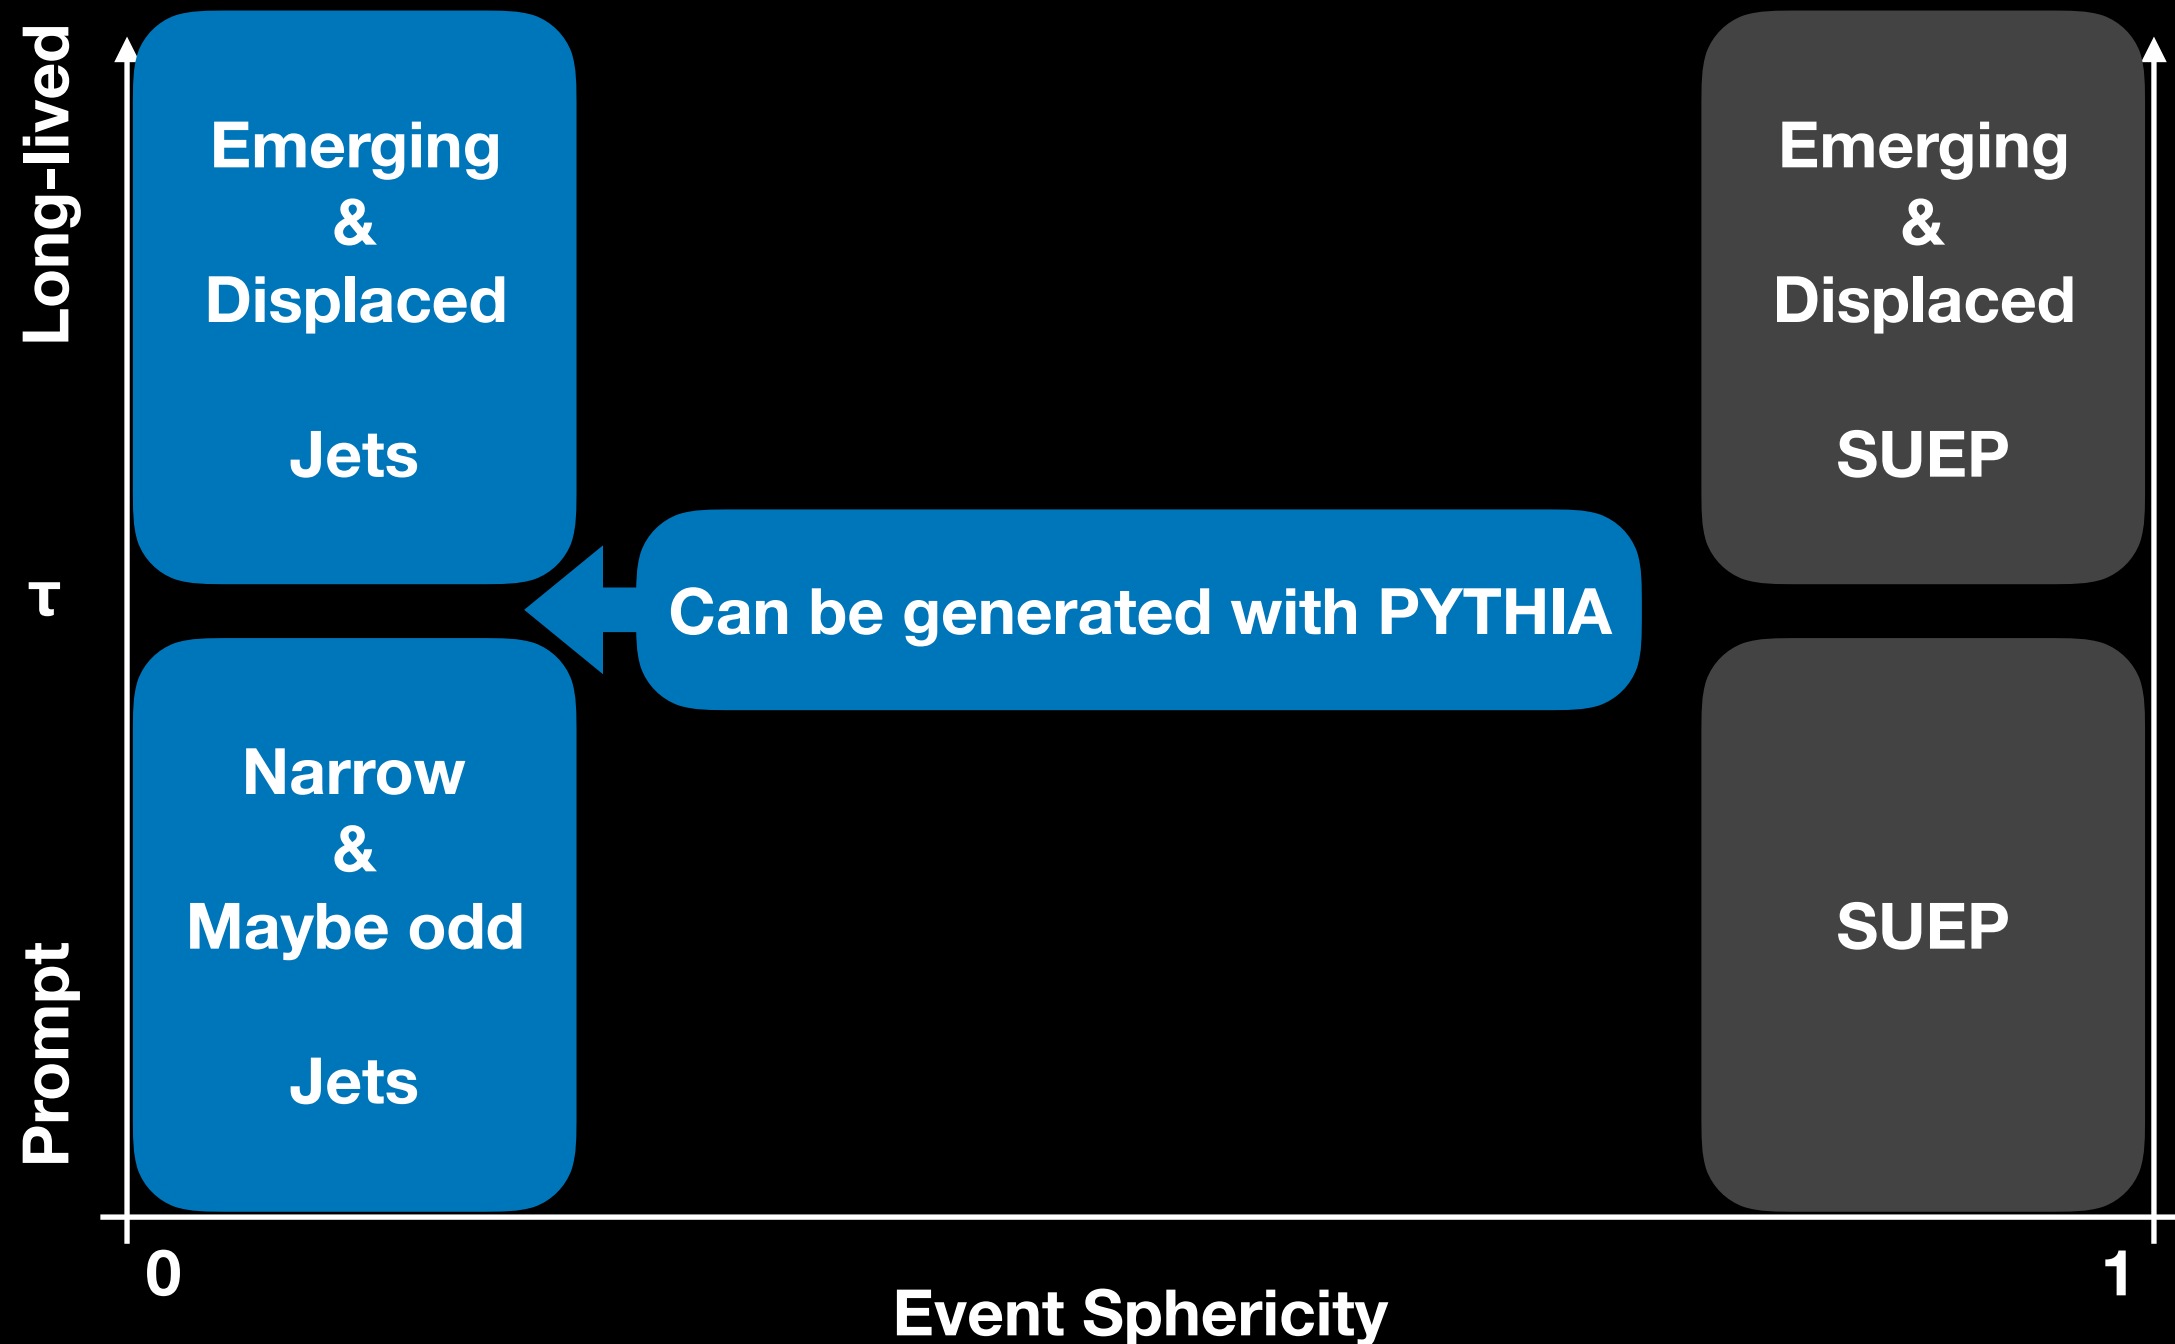 Long-lived
τ
Prompt
Emerging
&
Displaced
Jets
Emerging
&
Displaced
SUEP
Can be generated with PYTHIA
Narrow
&
Maybe odd
Jets
SUEP
0
1
Event Sphericity